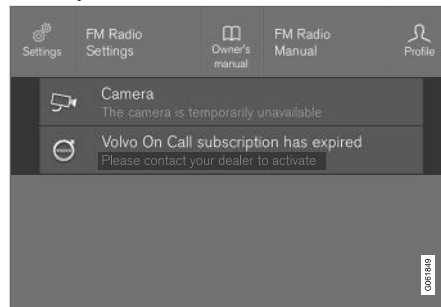 Settings
FM Radio
Settings
Owner's
manual
FM Radio
Manual
Profile
Camera
The camera is temporarily unavailable
Volvo On Call subscription has expired
Please contact your dealer to activate
G061849